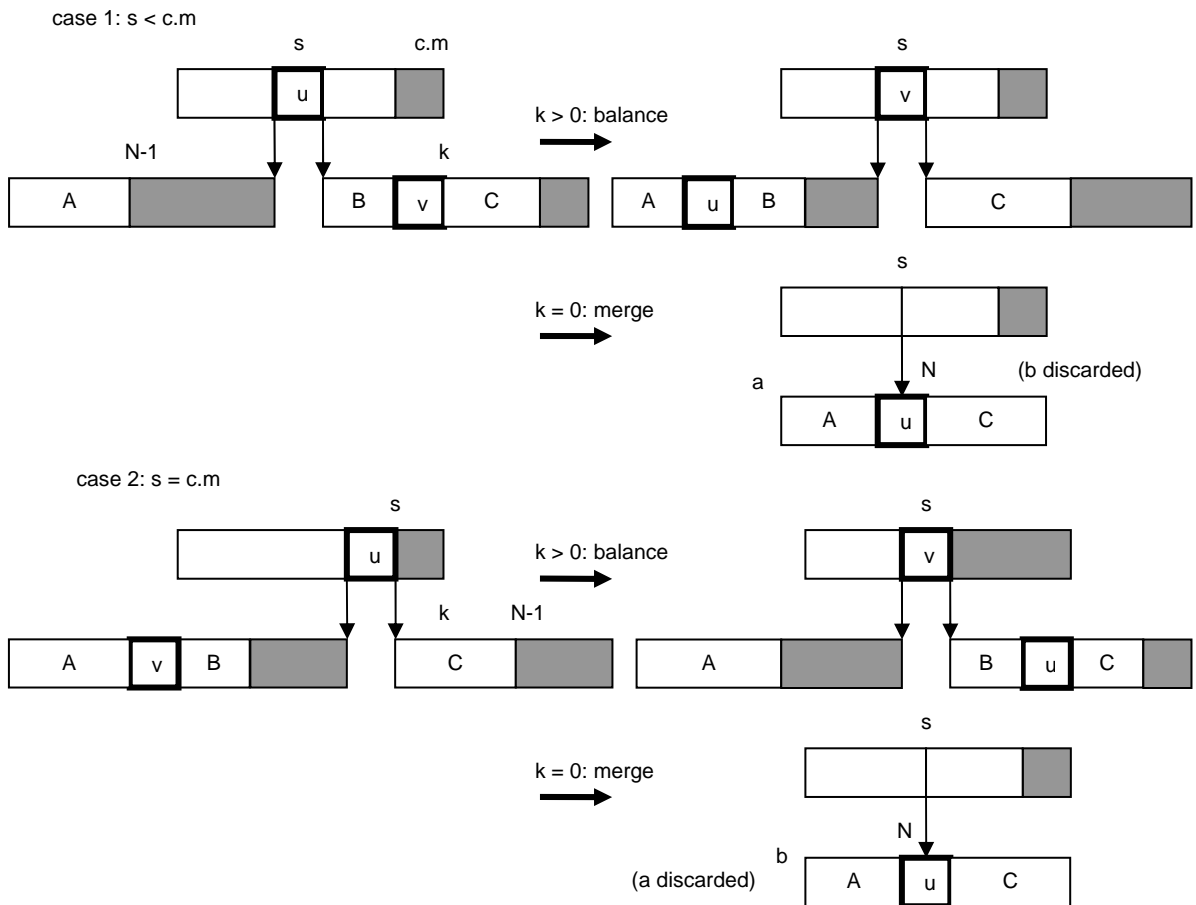 case 1: s < c.m
s c.m s
u v
k > 0: balance
N-1 k
A B v C A u B C
s
k = 0: merge
N (b discarded)
a
A u C
case 2: s = c.m
s s
u v
k > 0: balance
k N-1
A v B C A B u C
s
k = 0: merge
N
b
(a discarded)
A u C